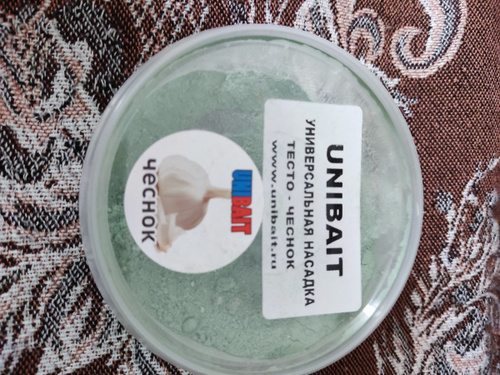 UNIBAIT
УНИВЕРСАЛЬНАЯ НАСАДКА
ТЕСТО - ЧЕСНОК
www.unibait.ru
UNIBAIT
ЧЕСНОК